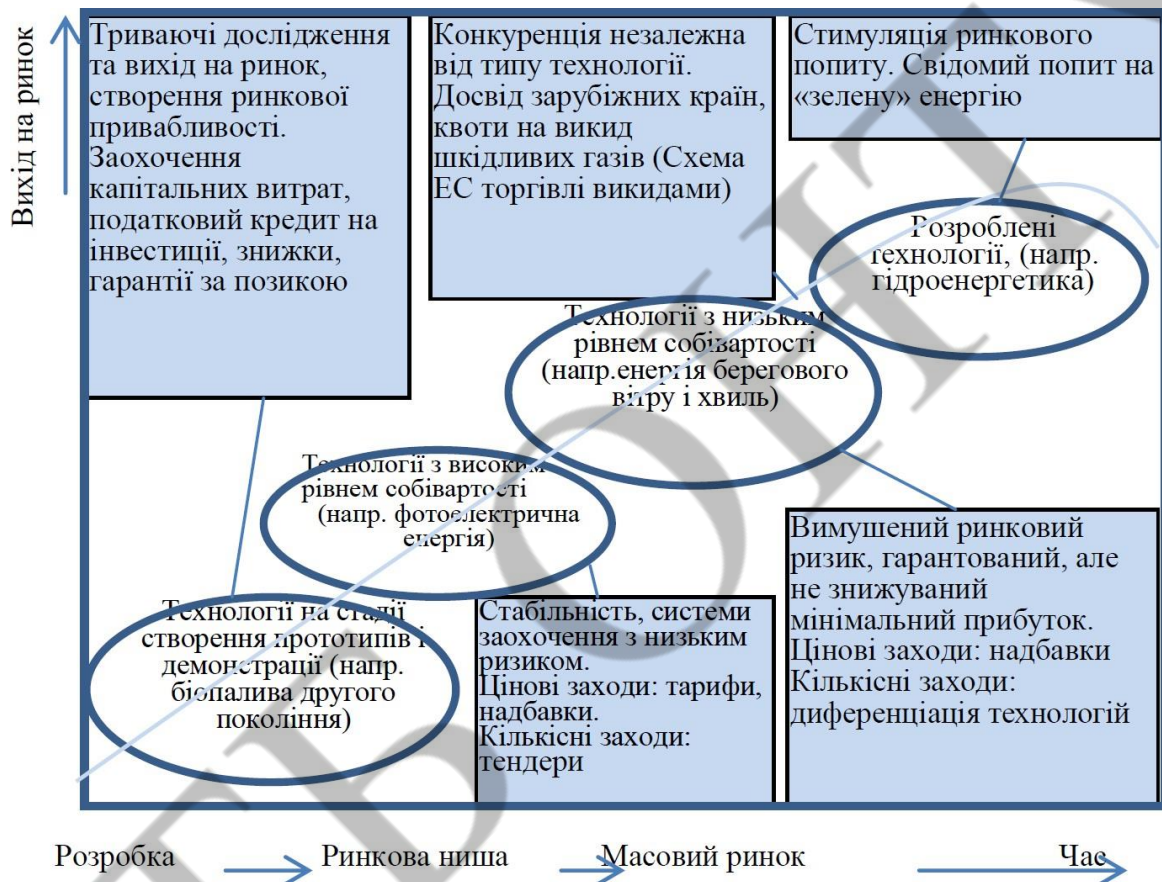 Вихід на ринок
Триваючі дослідження
та вихід на ринок,
створення ринкової
привабливості.
Заохочення
капітальних витрат,
податковий кредит на
інвестиції, знижки,
гарантії за позикою
Конкуренція незалежна
від типу технології.
Досвід зарубіжних країн,
квоти на викид
шкідливих газів (Схема
ЕС торгівлі викидами)
Стимуляція ринкового
попиту. Свідомий попит на
«зелену» енергію
Розроблені
технології, (напр.
гідроенергетика)
Технології з низьким
рівнем собівартості
(напр.енергія берегового
вітру і хвиль)
Технології з високим
рівнем собівартості
(напр. фотоелектрична
енергія)
Технології на стадії
створення прототипів і
демонстрації (напр.
біопалива другого
покоління)
Стабільність, системи
заохочення з низьким
ризиком.
Цінові заходи: тарифи,
надбавки.
Кількісні заходи:
тендери
Вимушений ринковий
ризик, гарантований, але
не знижуваний
мінімальний прибуток.
Цінові заходи: надбавки
Кількісні заходи:
диференціація технологій
Розробка Ринкова ниша Масовий ринок Час